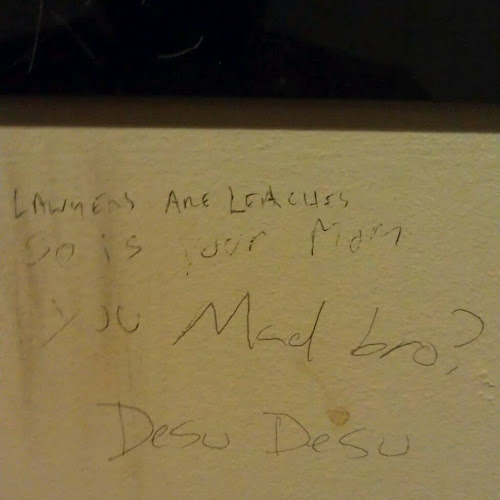 LAWYERS ARE LEACHES
So is your Mom
you Mad bro?
Desu Desu